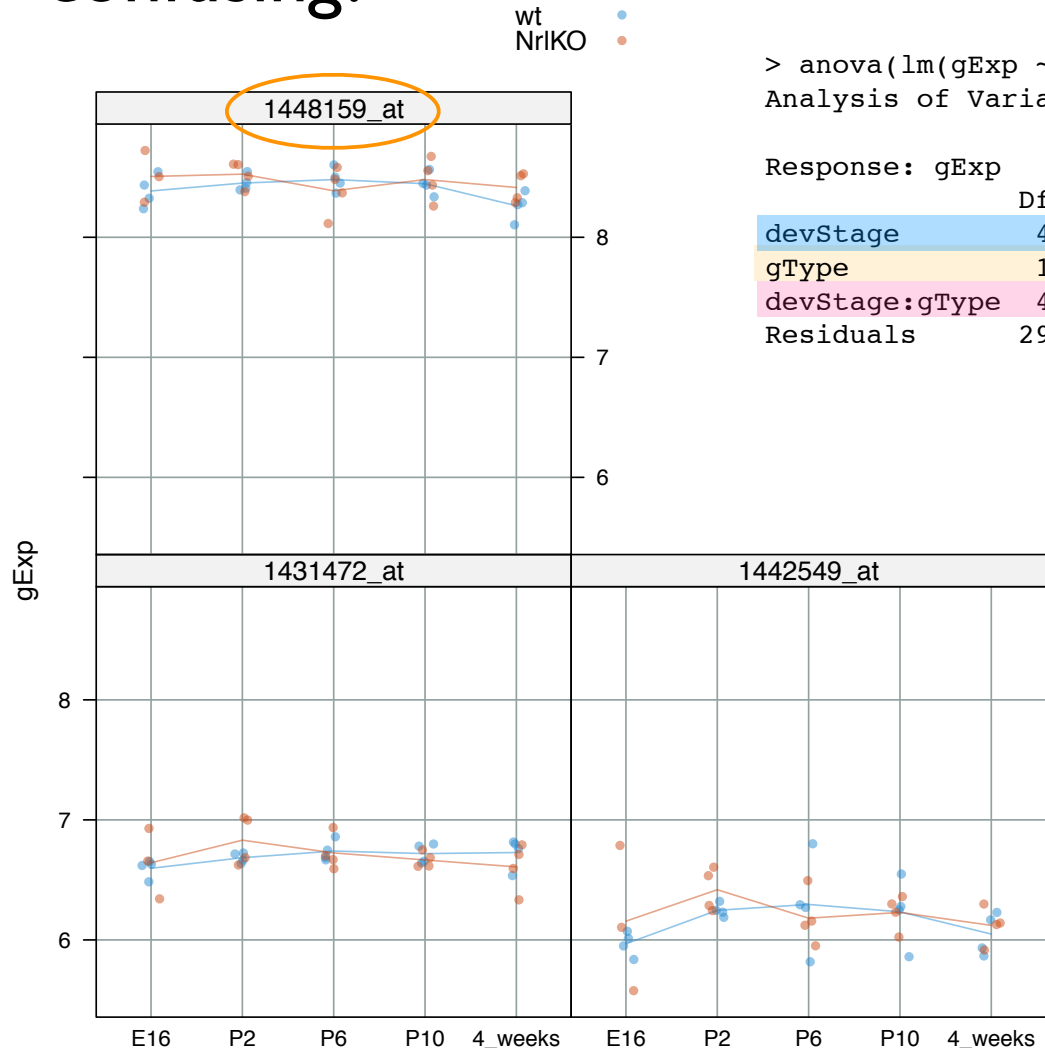 wt
NrlKO
> anova(lm(gExp ~
Analysis of Varia
Response: gExp
Df
devStage 4
gType 1
devStage:gType 4
Residuals 29
1448159_at
8
7
6
gExp
1431472_at
1442549_at
8
7
6
E16 P2 P6 P10 4_weeks
E16 P2 P6 P10 4_weeks